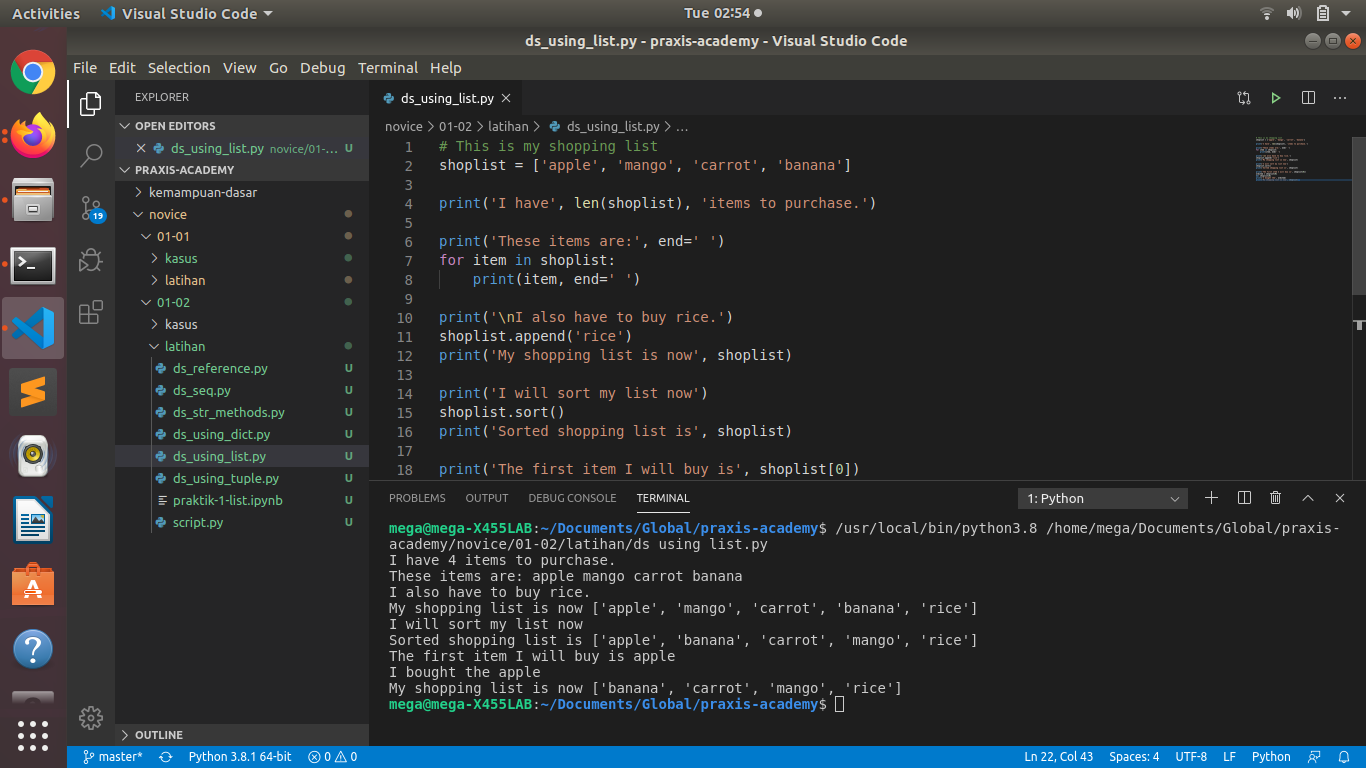 Activities Visual Studio Code Tue 02:54
ds_using_list.py - praxis-academy - Visual Studio Code
File Edit Selection View Go Debug Terminal Help
EXPLORER
OPEN EDITORS
ds_using_list.py novice/01-... U
PRAXIS-ACADEMY
kemampuan-dasar
novice
01-01
kasus
latihan
01-02
kasus
latihan
ds_reference.py U
ds_seq.py U
ds_str_methods.py U
ds_using_dict.py U
ds_using_list.py U
ds_using_tuple.py U
praktik-1-list.ipynb U
script.py U
OUTLINE
19
ds_using_list.py
novice > 01-02 > latihan > ds_using_list.py > ...
1 # This is my shopping list
2 shoplist = ['apple', 'mango', 'carrot', 'banana']
3
4 print('I have', len(shoplist), 'items to purchase.')
5
6 print('These items are:', end=' ')
7 for item in shoplist:
8     print(item, end=' ')
9
10 print('\nI also have to buy rice.')
11 shoplist.append('rice')
12 print('My shopping list is now', shoplist)
13
14 print('I will sort my list now')
15 shoplist.sort()
16 print('Sorted shopping list is', shoplist)
17
18 print('The first item I will buy is', shoplist[0])
PROBLEMS OUTPUT DEBUG CONSOLE TERMINAL 1: Python
mega@mega-X455LAB:~/Documents/Global/praxis-academy$ /usr/local/bin/python3.8 /home/mega/Documents/Global/praxis-
academy/novice/01-02/latihan/ds using list.py
I have 4 items to purchase.
These items are: apple mango carrot banana
I also have to buy rice.
My shopping list is now ['apple', 'mango', 'carrot', 'banana', 'rice']
I will sort my list now
Sorted shopping list is ['apple', 'banana', 'carrot', 'mango', 'rice']
The first item I will buy is apple
I bought the apple
My shopping list is now ['banana', 'carrot', 'mango', 'rice']
mega@mega-X455LAB:~/Documents/Global/praxis-academy$
master* Python 3.8.1 64-bit 0 0 Ln 22, Col 43 Spaces: 4 UTF-8 LF Python